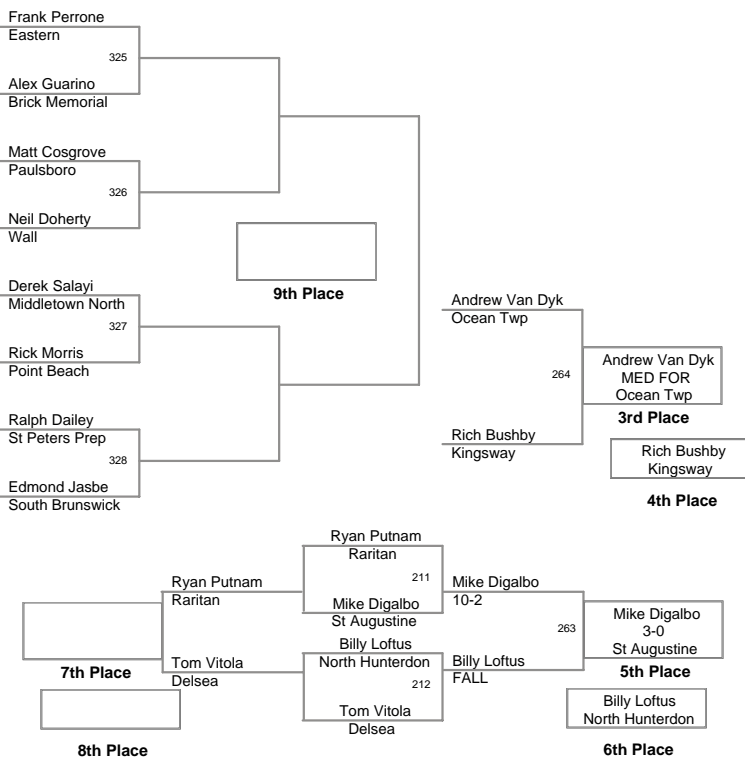 Frank Perrone
Eastern
325
Alex Guarino
Brick Memorial
Matt Cosgrove
Paulsboro
326
Neil Doherty
Wall
9th Place
Derek Salayi
Middletown North
327
Rick Morris
Point Beach
Ralph Dailey
St Peters Prep
328
Edmond Jasbe
South Brunswick
Andrew Van Dyk
Ocean Twp
264
Rich Bushby
Kingsway
Andrew Van Dyk
MED FOR
Ocean Twp
3rd Place
Rich Bushby
Kingsway
4th Place
Ryan Putnam
Raritan
211
Mike Digalbo
St Augustine
Billy Loftus
North Hunterdon
212
Tom Vitola
Delsea
Ryan Putnam
Raritan
Tom Vitola
Delsea
7th Place
8th Place
Mike Digalbo
10-2
263
Billy Loftus
FALL
Mike Digalbo
3-0
St Augustine
5th Place
Billy Loftus
North Hunterdon
6th Place